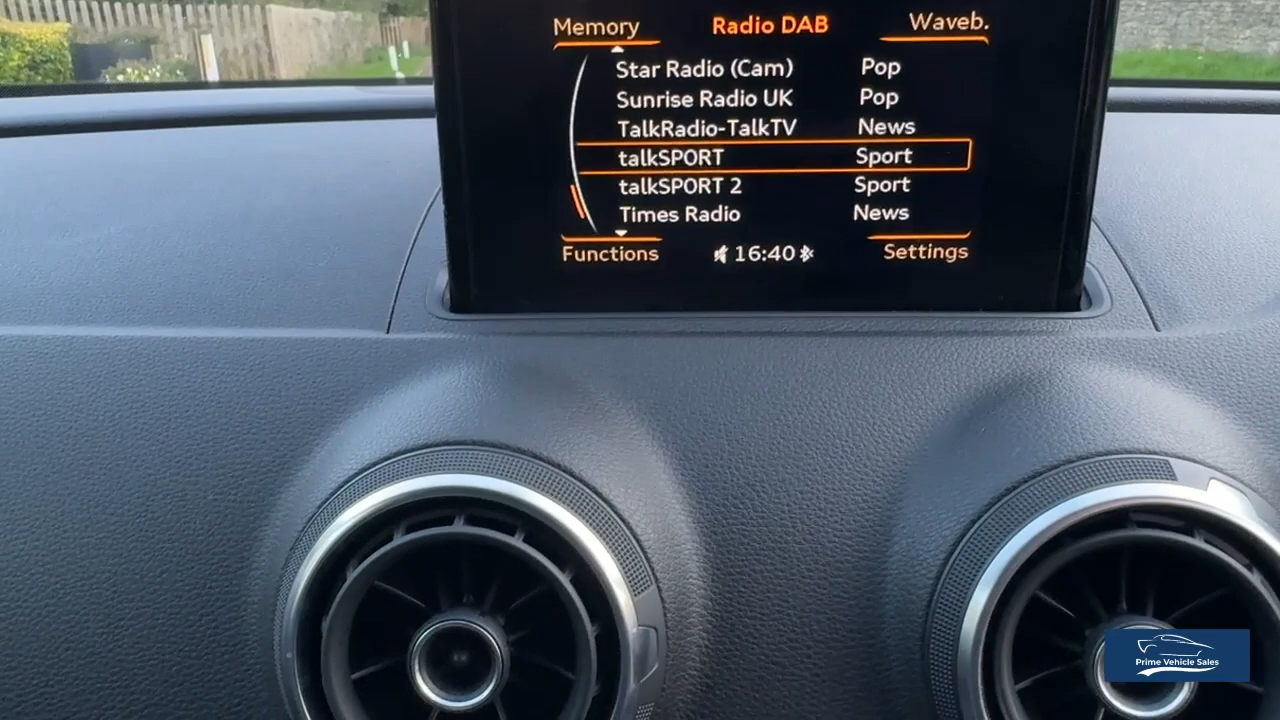 Memory Radio DAB Waveb.
Star Radio (Cam) Pop
Sunrise Radio UK Pop
TalkRadio-TalkTV News
talkSPORT Sport
talkSPORT 2 Sport
Times Radio News
Functions 16:40 Settings
Prime Vehicle Sales